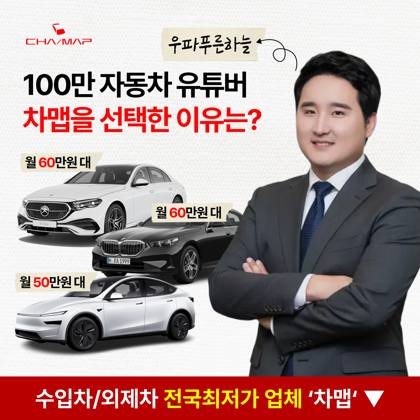 CHA/MAP
우파푸른하늘
100만 자동차 유튜버
차맵을 선택한 이유는?
월 60만원 대
월 60만원 대
월 50만원 대
수입차/외제차 전국최저가 업체 ‘차맵‘ ▼